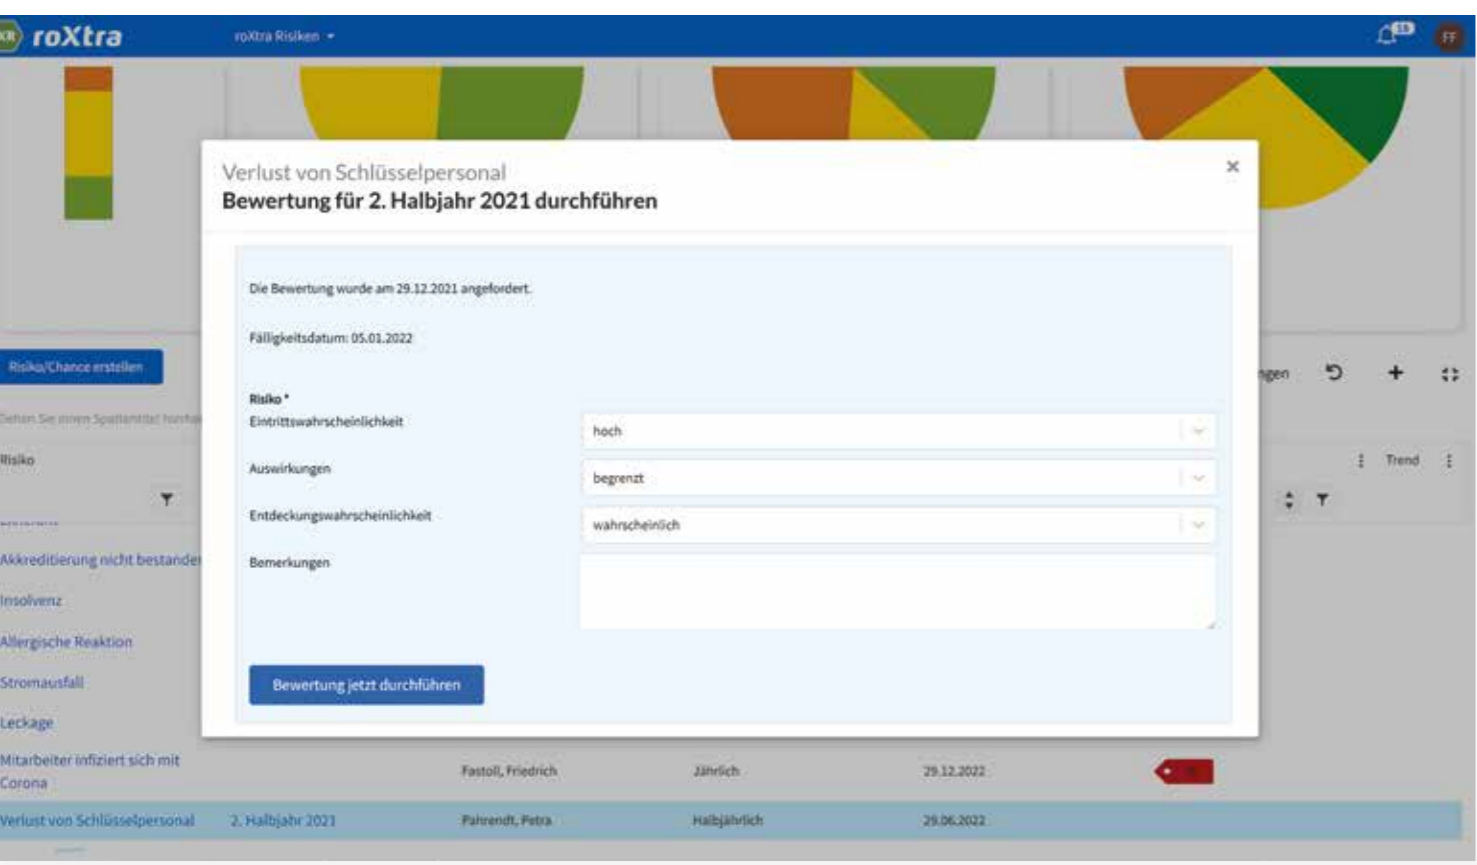 XR roXtra
roXtra Risiken
FF
Verlust von Schlüsselpersonal
×
Bewertung für 2. Halbjahr 2021 durchführen
Die Bewertung wurde am 29.12.2021 angefordert.
Fälligkeitsdatum: 05.01.2022
Risiko/Chance erstellen
ngen
Risiko *
Eintrittswahrscheinlichkeit
hoch
Risiko
Trend
Auswirkungen
begrenzt
Entdeckungswahrscheinlichkeit
wahrscheinlich
Bemerkungen
Akkreditierung nicht bestanden
Insolvenz
Allergische Reaktion
Stromausfall
Bewertung jetzt durchführen
Leckage
Mitarbeiter infiziert sich mit
Corona
Fastoll, Friedrich
Jährlich
29.12.2022
Verlust von Schlüsselpersonal
2. Halbjahr 2021
Pahrendt, Petra
Halbjährlich
29.06.2022